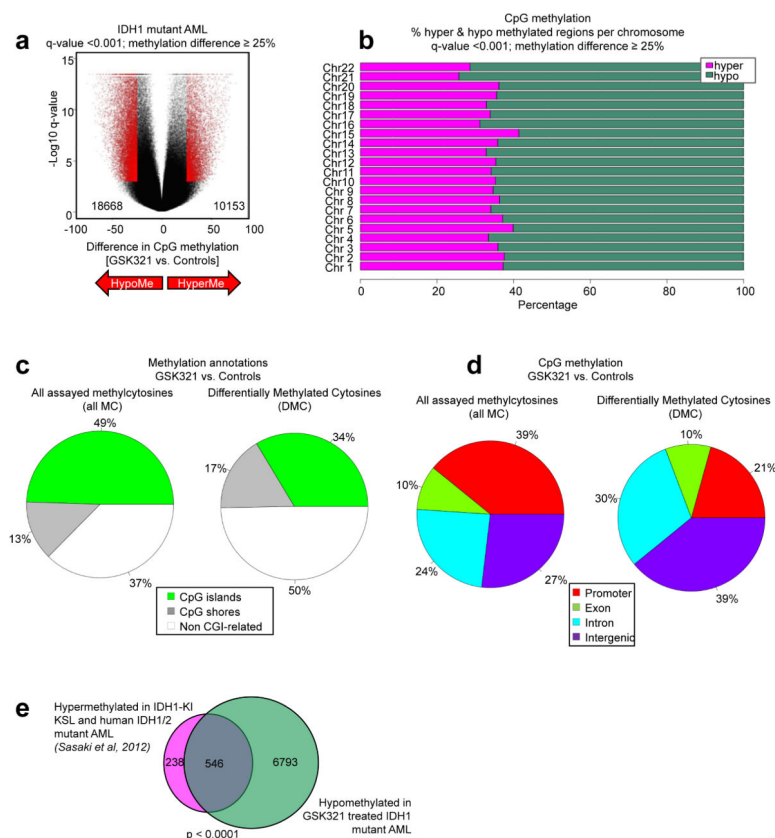 a
IDH1 mutant AML
q-value <0.001; methylation difference ≥ 25%
15
10
5
0
-Log10 q-value
18668
10153
-100
-50
0
50
100
Difference in CpG methylation
[GSK321 vs. Controls]
HypoMe
HyperMe
b
CpG methylation
% hyper & hypo methylated regions per chromosome
q-value <0.001; methylation difference ≥ 25%
hyper
hypo
Chr22
Chr21
Chr20
Chr19
Chr18
Chr17
Chr16
Chr15
Chr14
Chr13
Chr12
Chr11
Chr10
Chr 9
Chr 8
Chr 7
Chr 6
Chr 5
Chr 4
Chr 3
Chr 2
Chr 1
0
20
40
60
80
100
Percentage
c
Methylation annotations
GSK321 vs. Controls
All assayed methylcytosines
(all MC)
49%
13%
37%
Differentially Methylated Cytosines
(DMC)
34%
17%
50%
CpG islands
CpG shores
Non CGI-related
d
CpG methylation
GSK321 vs. Controls
All assayed methylcytosines
(all MC)
39%
10%
24%
27%
Differentially Methylated Cytosines
(DMC)
10%
21%
30%
39%
Promoter
Exon
Intron
Intergenic
e
Hypermethylated in IDH1-KI
KSL and human IDH1/2
mutant AML
(Sasaki et al, 2012)
238
546
6793
Hypomethylated in
GSK321 treated IDH1
mutant AML
p < 0.0001